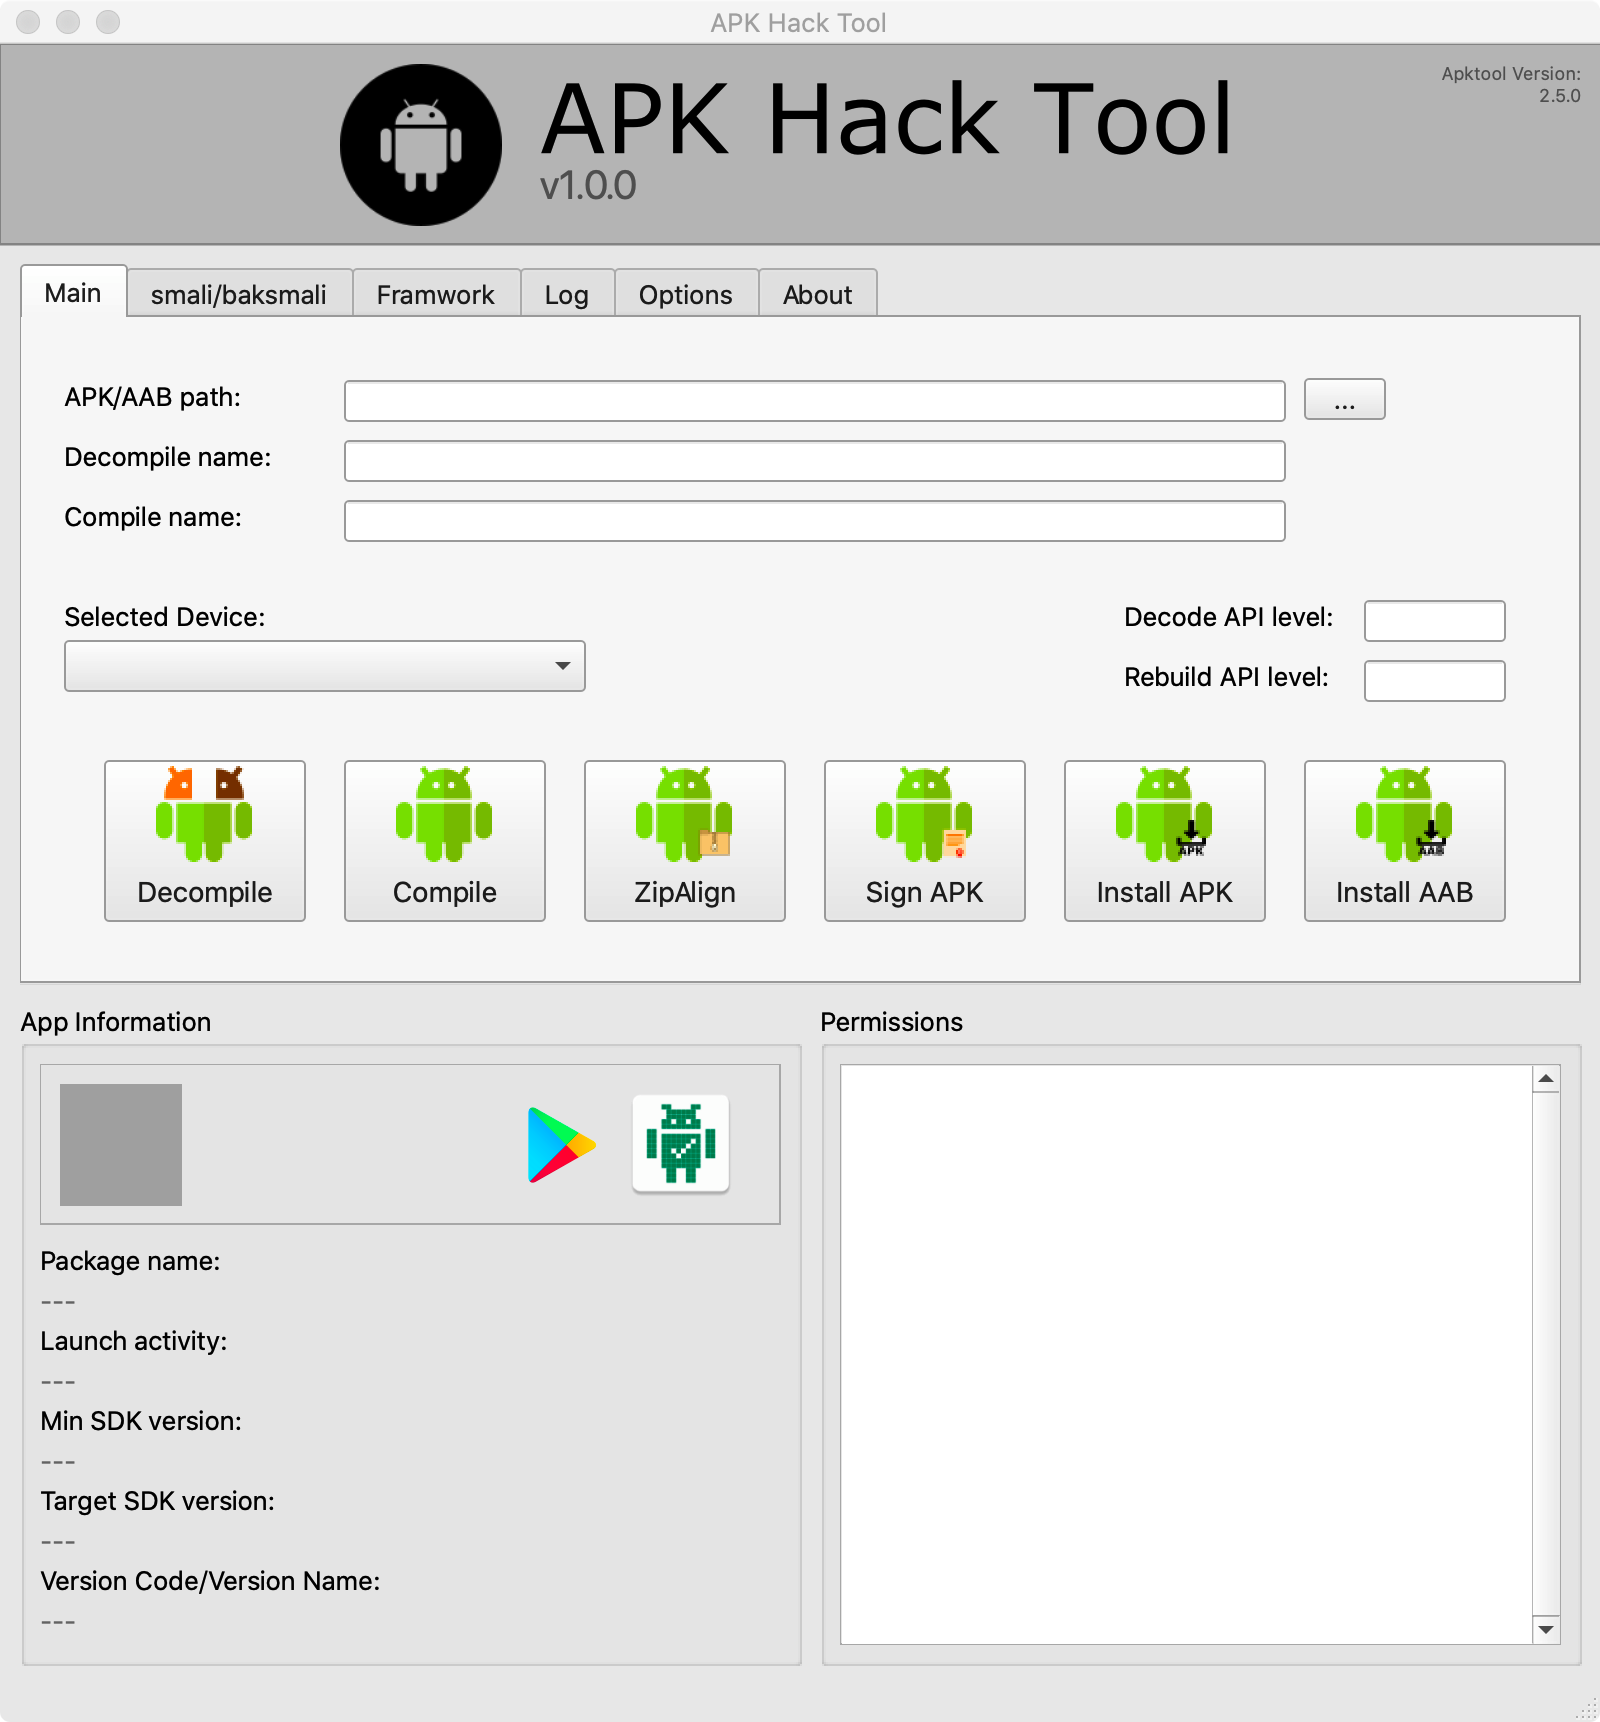 APK Hack Tool
APK Hack Tool
v1.0.0
Apktool Version:
2.5.0
Main
smali/baksmali
Framwork
Log
Options
About
APK/AAB path:
...
Decompile name:
Compile name:
Selected Device:
Decode API level:
Rebuild API level:
APK
AAB
Decompile
Compile
ZipAlign
Sign APK
Install APK
Install AAB
App Information
Permissions
Package name:
---
Launch activity:
---
Min SDK version:
---
Target SDK version:
---
Version Code/Version Name:
---